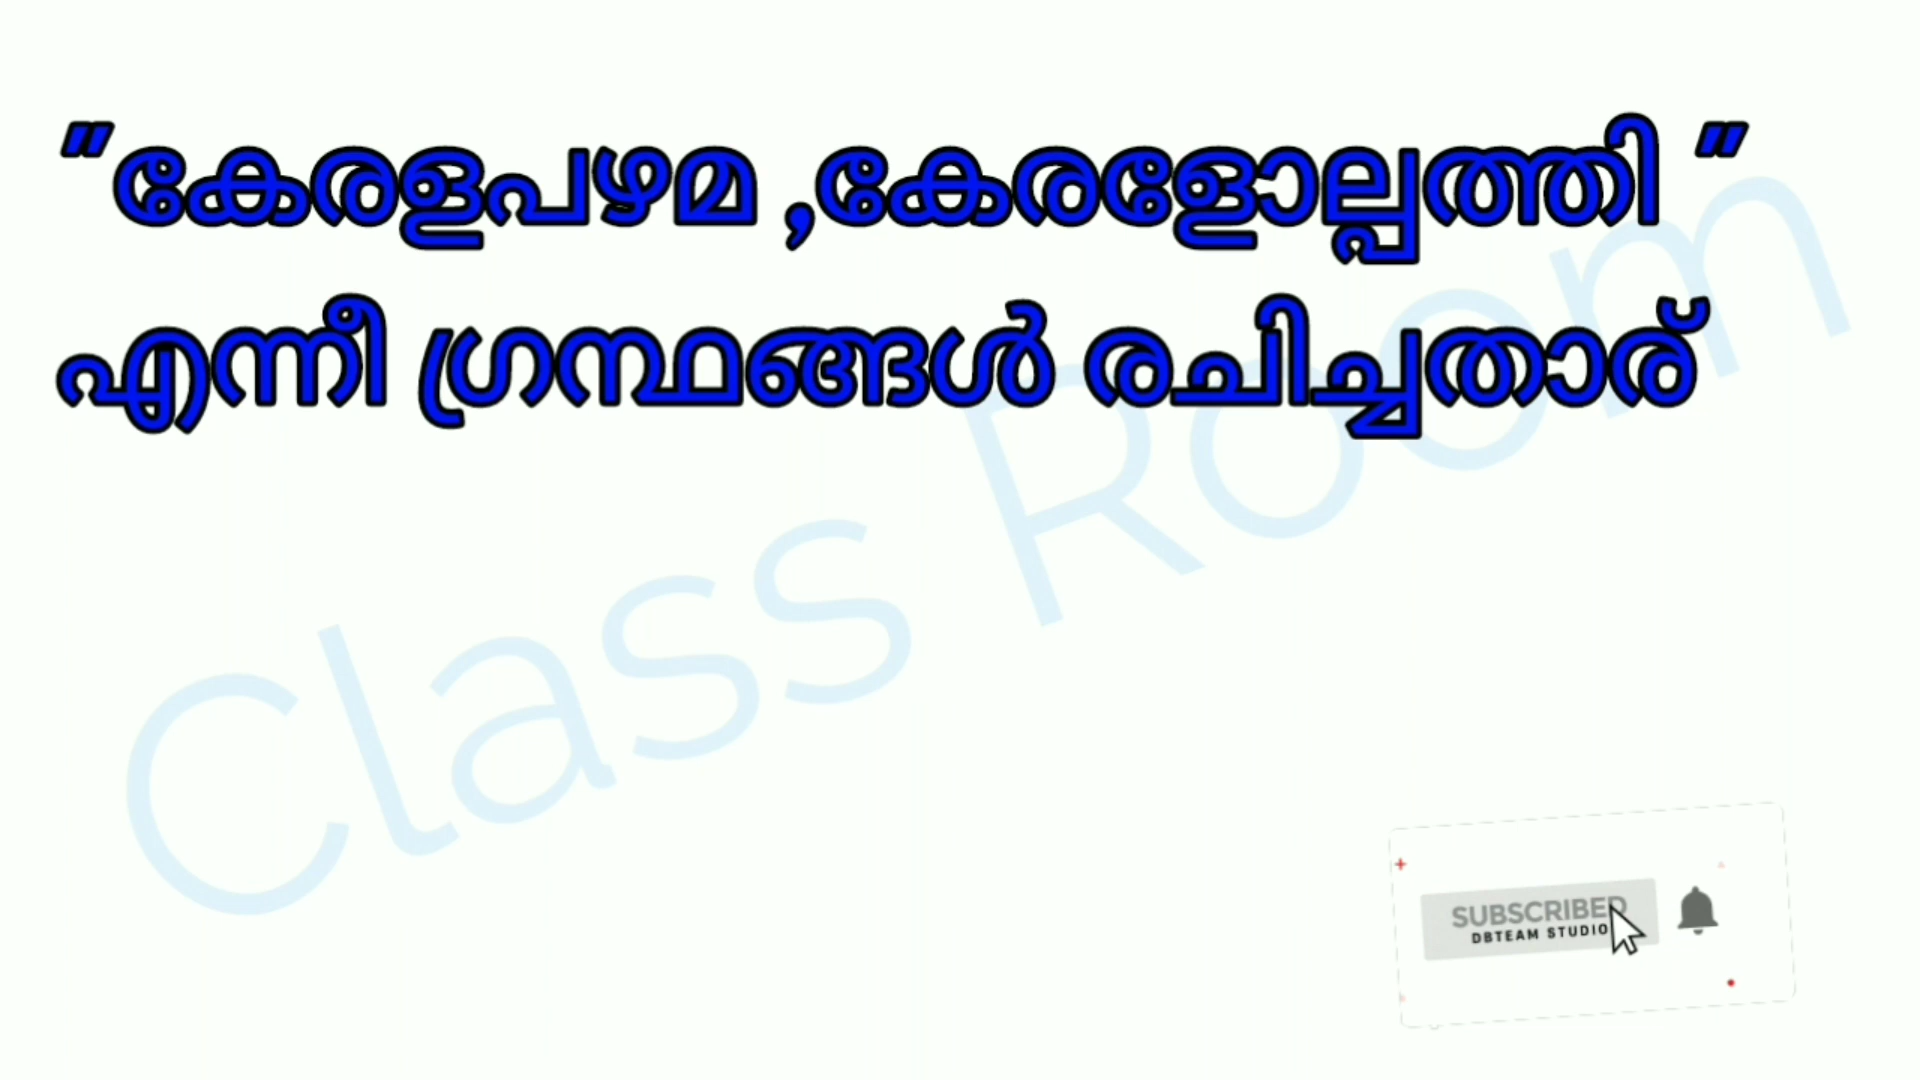 "കേരളപഴമ ,കേരളോല്പത്തി "
എന്നീ ഗ്രന്ഥങ്ങൾ രചിച്ചതാര്
Class Room
SUBSCRIBED
DBTEAM STUDIO